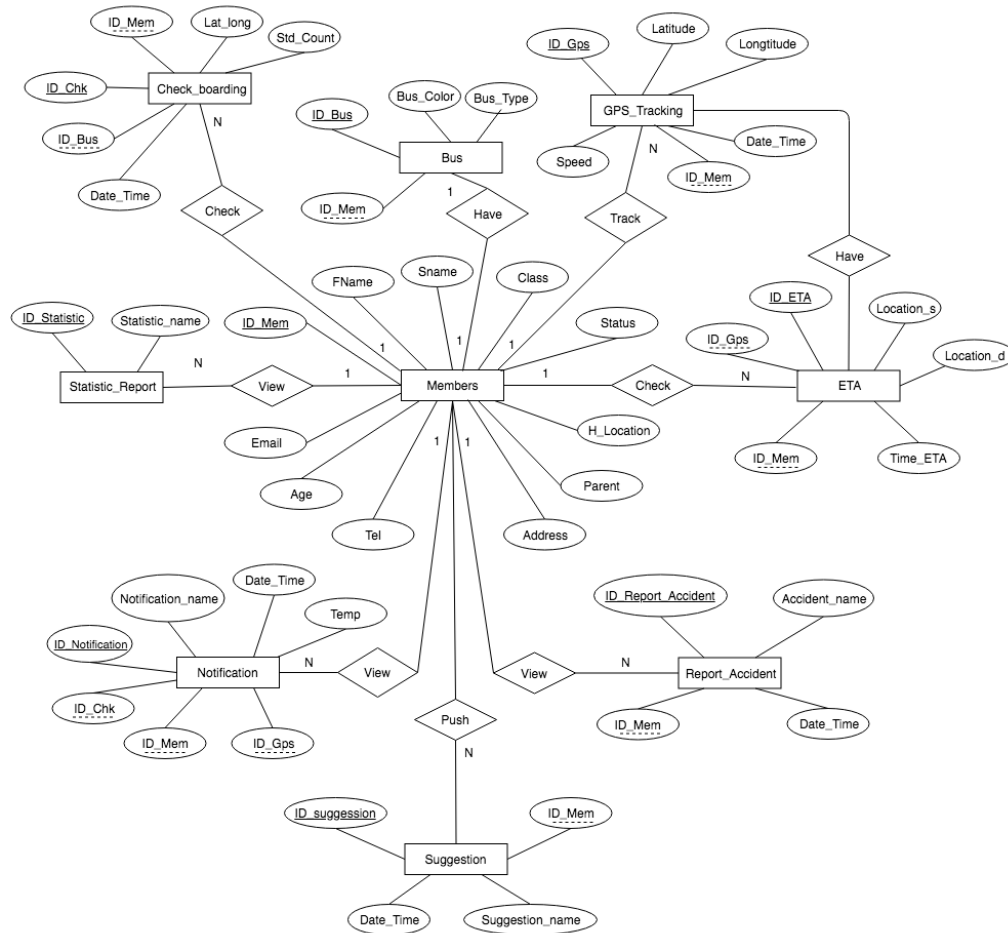 ID_Mem
Lat_long
Std_Count
ID_Chk
Check_boarding
ID_Bus
Date_Time
N
Check
ID_Bus
Bus_Color
Bus_Type
Bus
ID_Mem
1
Have
ID_Gps
Latitude
Longtitude
GPS_Tracking
Speed
N
Date_Time
ID_Mem
Track
Have
FName
Sname
Class
ID_Mem
Status
1
1
1
ID_Statistic
Statistic_name
Statistic_Report
N
View
1
Members
1
Check
N
ID_ETA
Location_s
ID_Gps
Location_d
ETA
ID_Mem
Time_ETA
Email
Age
Tel
1
1
H_Location
Parent
Address
Notification_name
Date_Time
Temp
ID_Notification
Notification
N
View
ID_Chk
ID_Mem
ID_Gps
View
N
ID_Report_Accident
Accident_name
Report_Accident
ID_Mem
Date_Time
Push
N
ID_suggession
ID_Mem
Suggestion
Date_Time
Suggestion_name